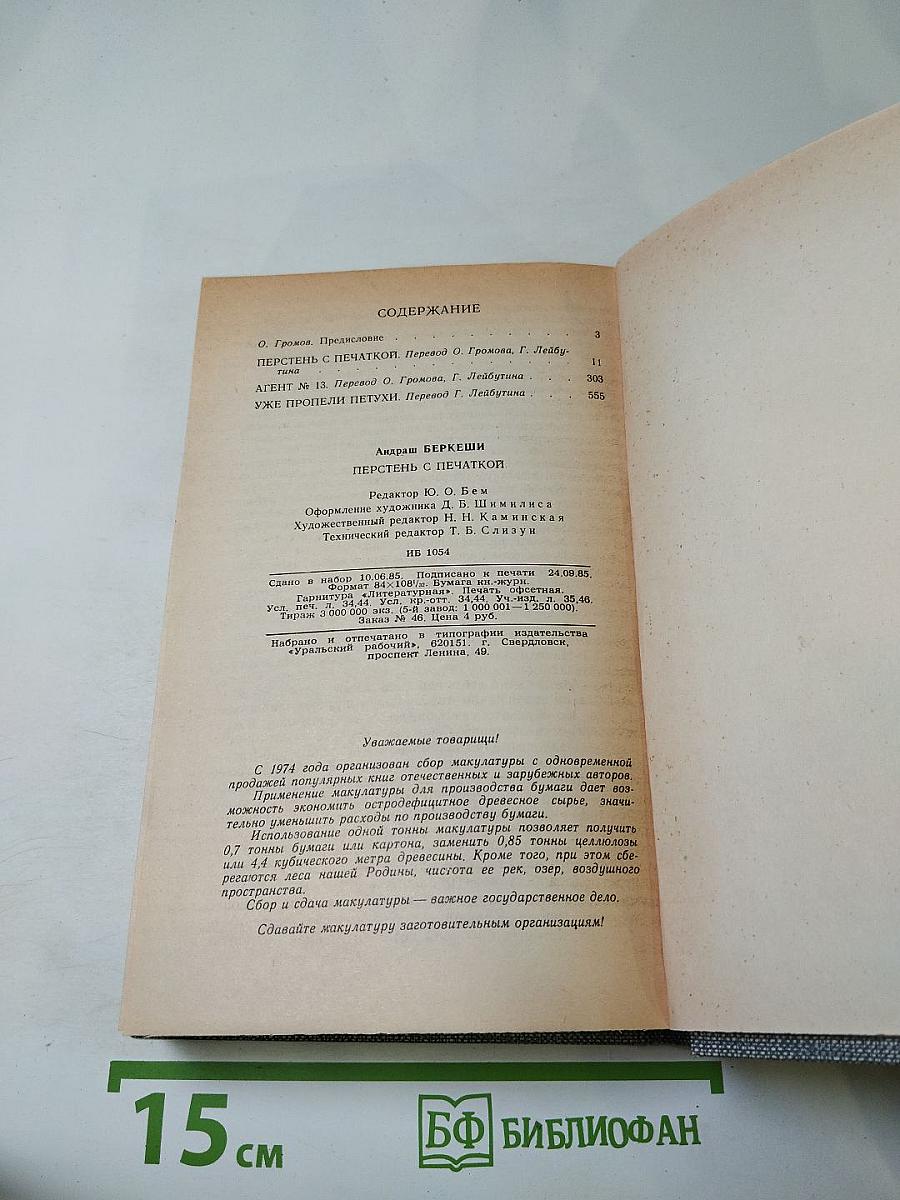 СОДЕРЖАНИЕ
О. Громов. Предисловие . . . . . . . . . . 3
ПЕРСТЕНЬ С ПЕЧАТКОЙ. Перевод О. Громова, Г. Лейбу-
тина . . . . . . . . . . . . 11
АГЕНТ № 13. Перевод О. Громова, Г. Лейбутина . . . 303
УЖЕ ПРОПЕЛИ ПЕТУХИ. Перевод Г. Лейбутина . . . 555
Андраш БЕРКЕШИ
ПЕРСТЕНЬ С ПЕЧАТКОЙ
Редактор Ю. О. Бем
Оформление художника Д. Б. Шимилиса
Художественный редактор Н. Н. Каминская
Технический редактор Т. Б. Слизун
ИБ 1054
Сдано в набор 10.06.85. Подписано к печати 24.09.85.
Формат 84×108¹/₃₂. Бумага кн.-журн.
Гарнитура «Литературная». Печать офсетная.
Усл. печ. л. 34,44. Усл. кр.-отт. 34,44. Уч.-изд. л. 35,46.
Тираж 3 000 000 экз. (5-й завод: 1 000 001—1 250 000).
Заказ № 46. Цена 4 руб.
Набрано и отпечатано в типографии издательства
«Уральский рабочий», 620151. г. Свердловск,
проспект Ленина, 49.
Уважаемые товарищи!
С 1974 года организован сбор макулатуры с одновременной
продажей популярных книг отечественных и зарубежных авторов.
Применение макулатуры для производства бумаги дает воз-
можность экономить остродефицитное древесное сырье, значи-
тельно уменьшить расходы по производству бумаги.
Использование одной тонны макулатуры позволяет получить
0,7 тонны бумаги или картона, заменить 0,85 тонны целлюлозы
или 4,4 кубического метра древесины. Кроме того, при этом сбе-
регаются леса нашей Родины, чистота ее рек, озер, воздушного
пространства.
Сбор и сдача макулатуры — важное государственное дело.
Сдавайте макулатуру заготовительным организациям!
15 см
БФ БИБЛИОФАН